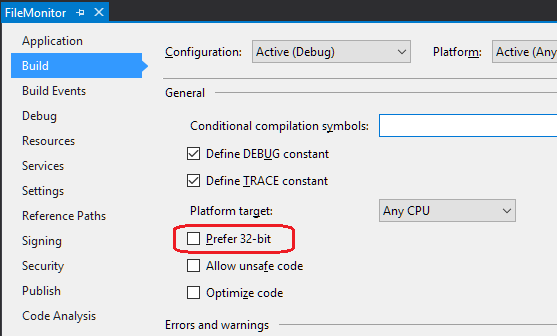 FileMonitor
Application
Build
Build Events
Debug
Resources
Services
Settings
Reference Paths
Signing
Security
Publish
Code Analysis
Configuration: Active (Debug) Platform: Active (Any
General
Conditional compilation symbols:
Define DEBUG constant
Define TRACE constant
Platform target: Any CPU
Prefer 32-bit
Allow unsafe code
Optimize code
Errors and warnings